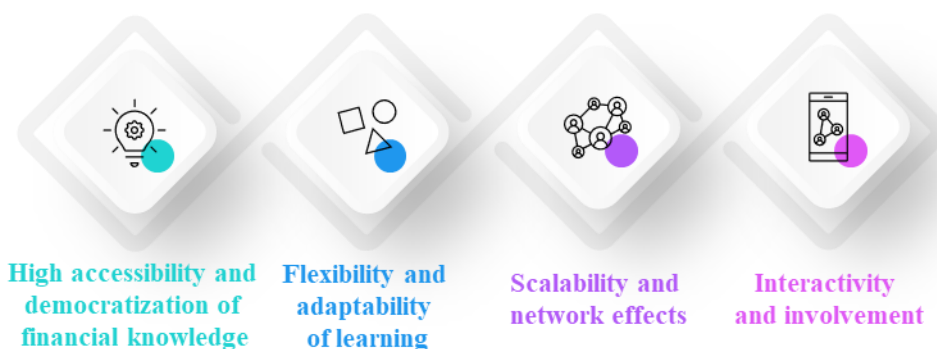 High accessibility and
democratization of
financial knowledge
Flexibility and
adaptability
of learning
Scalability and
network effects
Interactivity
and involvement